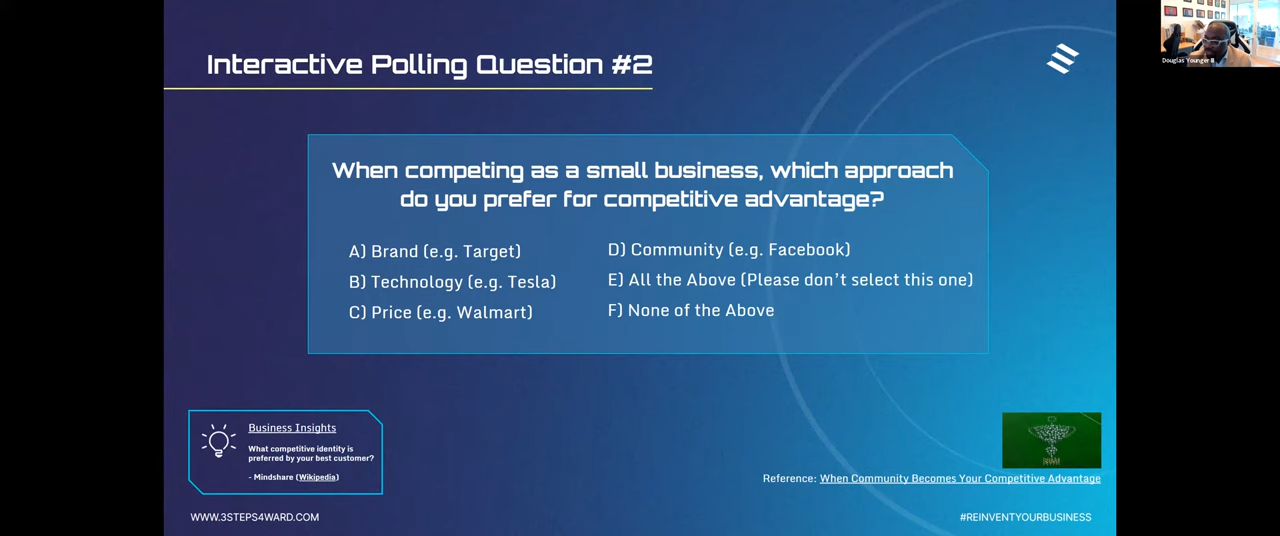 Interactive Polling Question #2
Douglas Younger II
When competing as a small business, which approach
do you prefer for competitive advantage?
A) Brand (e.g. Target)
B) Technology (e.g. Tesla)
C) Price (e.g. Walmart)
D) Community (e.g. Facebook)
E) All the Above (Please don't select this one)
F) None of the Above
Business Insights
What competitive identity is
preferred by your best customer?
- Mindshare (Wikipedia)
Reference: When Community Becomes Your Competitive Advantage
WWW.3STEPS4WARD.COM
#REINVENTYOURBUSINESS